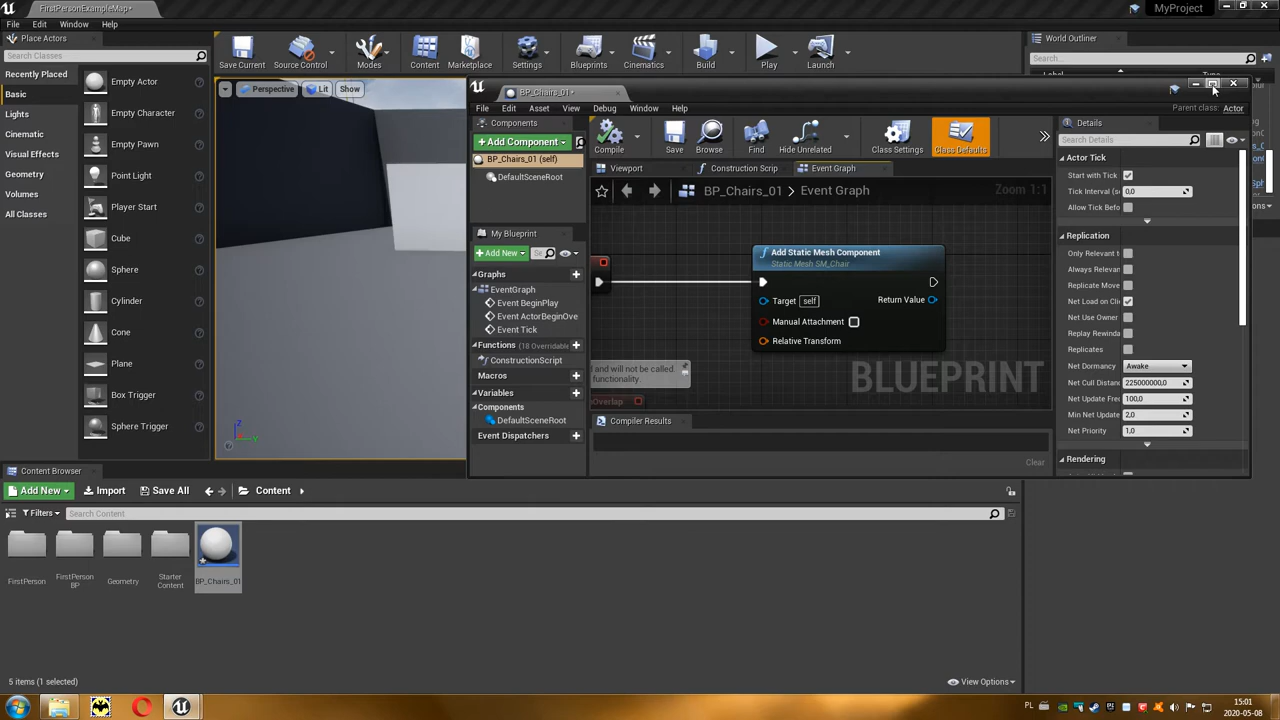 FirstPersonExampleMap*
MyProject
File Edit Window Help
Place Actors
Search Classes
Recently Placed
Basic
Lights
Cinematic
Visual Effects
Geometry
Volumes
All Classes
Empty Actor
Empty Character
Empty Pawn
Point Light
Player Start
Cube
Sphere
Cylinder
Cone
Plane
Box Trigger
Sphere Trigger
Save Current Source Control Modes Content Marketplace Settings Blueprints Cinematics Build Play Launch
World Outliner
Search...
Label
Perspective Lit Show
Z
Y
BP_Chairs_01*
Parent class: Actor
File Edit Asset View Debug Window Help
Components
+Add Component
BP_Chairs_01 (self)
DefaultSceneRoot
My Blueprint
+Add New Se
Graphs
EventGraph
Event BeginPlay
Event ActorBeginOve
Event Tick
Functions (18 Overridable
ConstructionScript
Macros
Variables
Components
DefaultSceneRoot
Event Dispatchers
Compile Save Browse Find Hide Unrelated Class Settings Class Defaults
Viewport Construction Scrip Event Graph
BP_Chairs_01 > Event Graph
Zoom 1:1
Add Static Mesh Component
Static Mesh SM_Chair
Target self
Return Value
Manual Attachment
Relative Transform
d and will not be called.
functionality.
eOverlap
BLUEPRINT
Compiler Results
Clear
Details
Search Details
Actor Tick
Start with Tick
Tick Interval (s 0,0
Allow Tick Befo
Replication
Only Relevant t
Always Relevan
Replicate Move
Net Load on Cli
Net Use Owner
Replay Rewinda
Replicates
Net Dormancy Awake
Net Cull Distanc 225000000,0
Net Update Fre 100,0
Min Net Update 2,0
Net Priority 1,0
Rendering
Content Browser
Add New Import Save All Content
Filters Search Content
FirstPerson
FirstPerson
BP
Geometry
Starter
Content
BP_Chairs_01
5 items (1 selected)
View Options
PL
15:01
2020-05-08